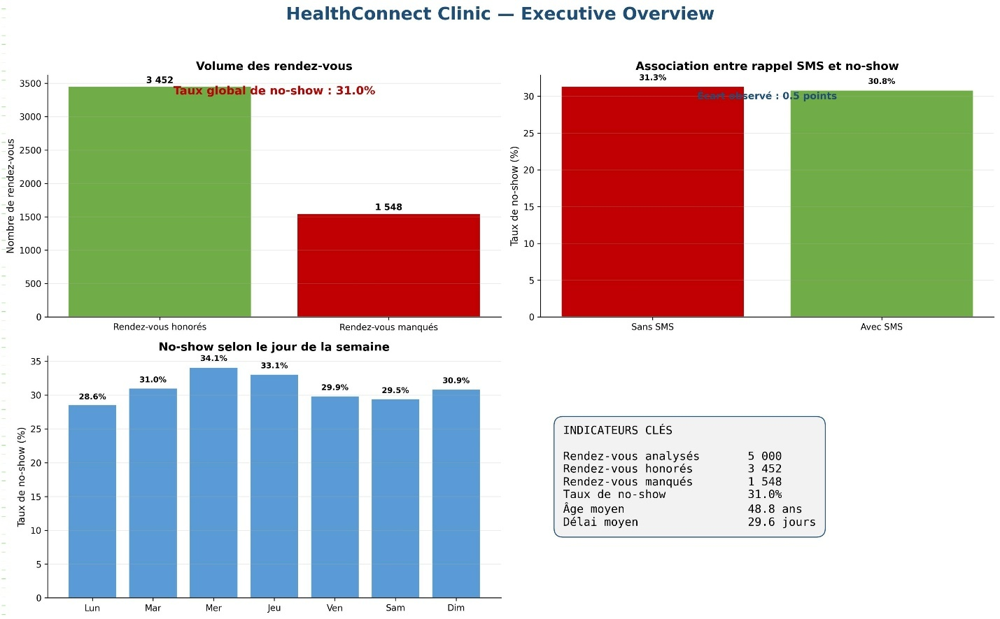 HealthConnect Clinic — Executive Overview
Volume des rendez-vous
Taux global de no-show : 31.0%
3 452
1 548
3500
3000
2500
2000
1500
1000
500
0
Nombre de rendez-vous
Rendez-vous honorés
Rendez-vous manqués
Association entre rappel SMS et no-show
Écart observé : 0.5 points
31.3%
30.8%
30
25
20
15
10
5
0
Taux de no-show (%)
Sans SMS
Avec SMS
No-show selon le jour de la semaine
28.6%
31.0%
34.1%
33.1%
29.9%
29.5%
30.9%
35
30
25
20
15
10
5
0
Taux de no-show (%)
Lun
Mar
Mer
Jeu
Ven
Sam
Dim
INDICATEURS CLÉS
Rendez-vous analysés 5 000
Rendez-vous honorés 3 452
Rendez-vous manqués 1 548
Taux de no-show 31.0%
Âge moyen 48.8 ans
Délai moyen 29.6 jours